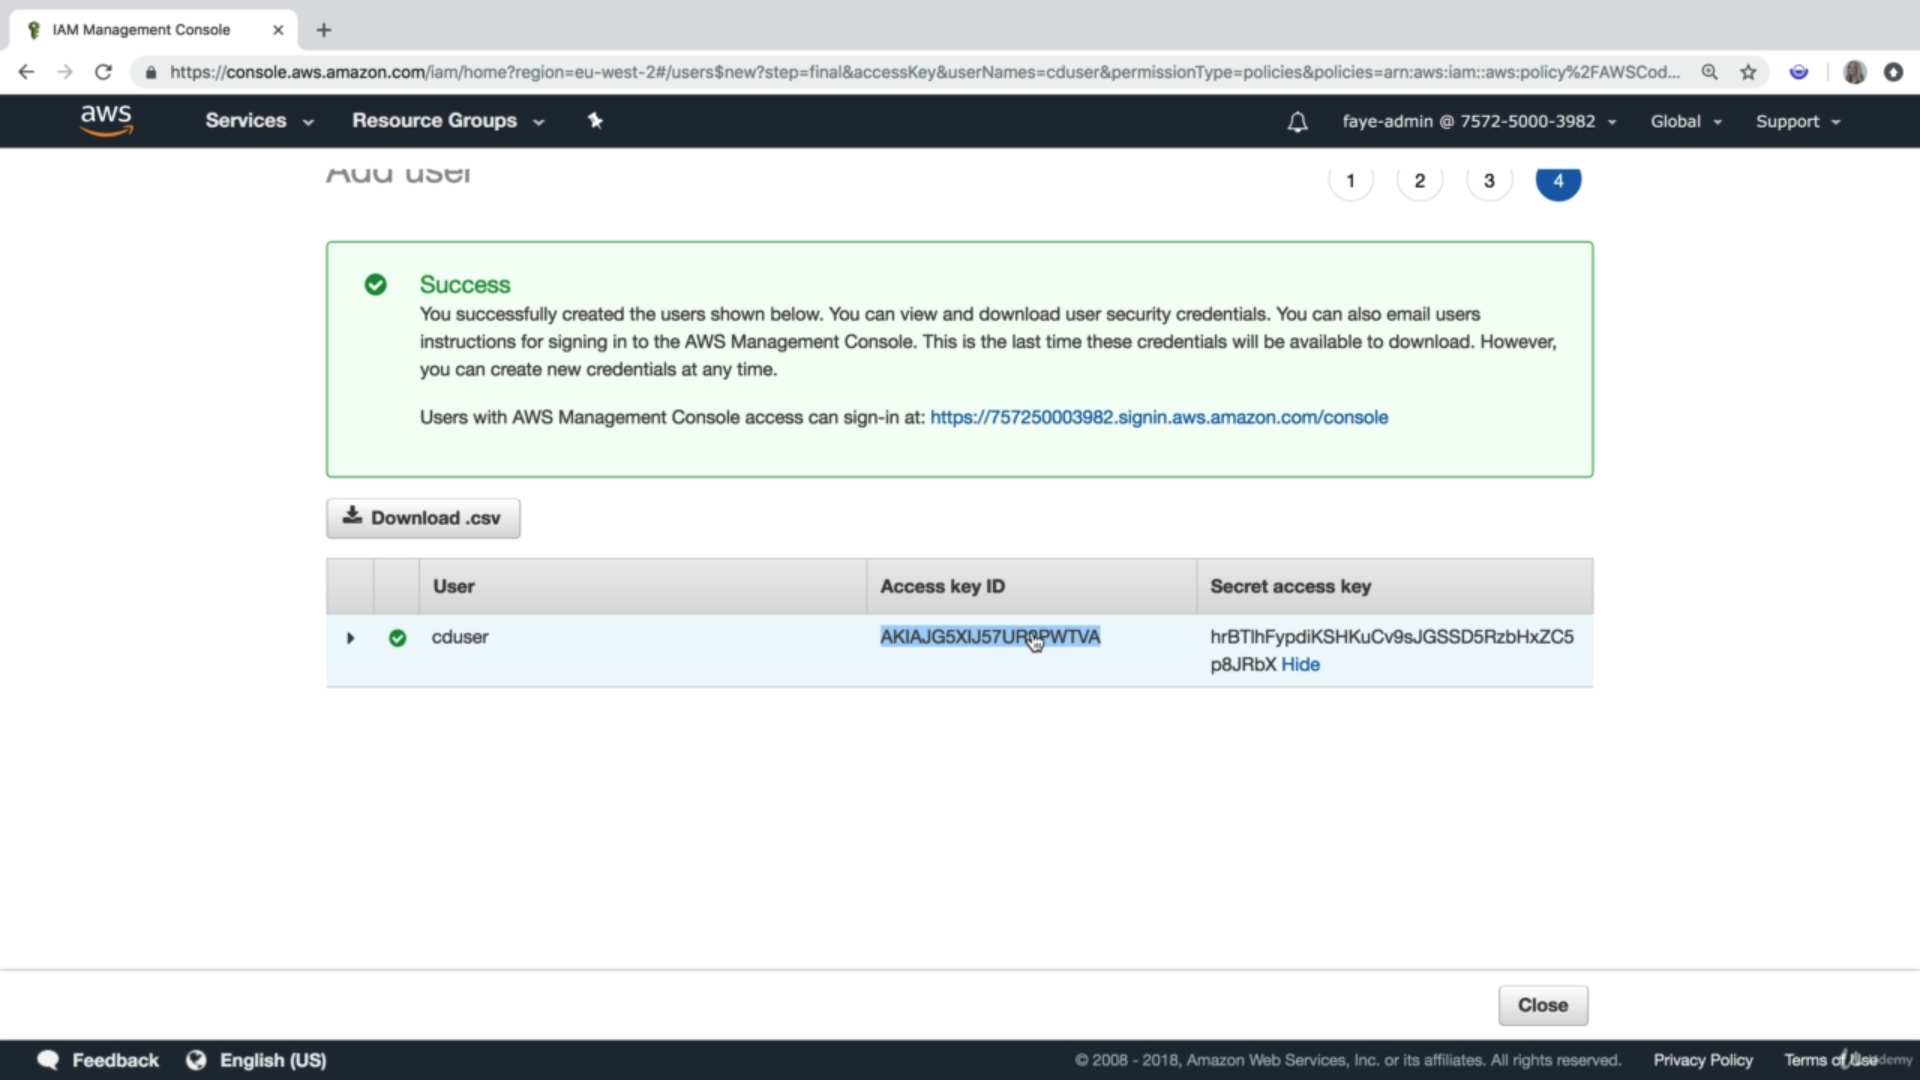 IAM Management Console
https://console.aws.amazon.com/iam/home?region=eu-west-2#/users$new?step=final&accessKey&userNames=cduser&permissionType=policies&policies=arn:aws:iam::aws:policy%2FAWSCod...
aws
Services
Resource Groups
faye-admin @ 7572-5000-3982
Global
Support
Add user
1
2
3
4
Success
You successfully created the users shown below. You can view and download user security credentials. You can also email users
instructions for signing in to the AWS Management Console. This is the last time these credentials will be available to download. However,
you can create new credentials at any time.
Users with AWS Management Console access can sign-in at: https://757250003982.signin.aws.amazon.com/console
Download .csv
User
Access key ID
Secret access key
cduser
hrBTlhFypdiKSHKuCv9sJGSSD5RzbHxZC5
p8JRbX Hide
Close
Feedback
English (US)
© 2008 - 2018, Amazon Web Services, Inc. or its affiliates. All rights reserved.
Privacy Policy
Terms of Use